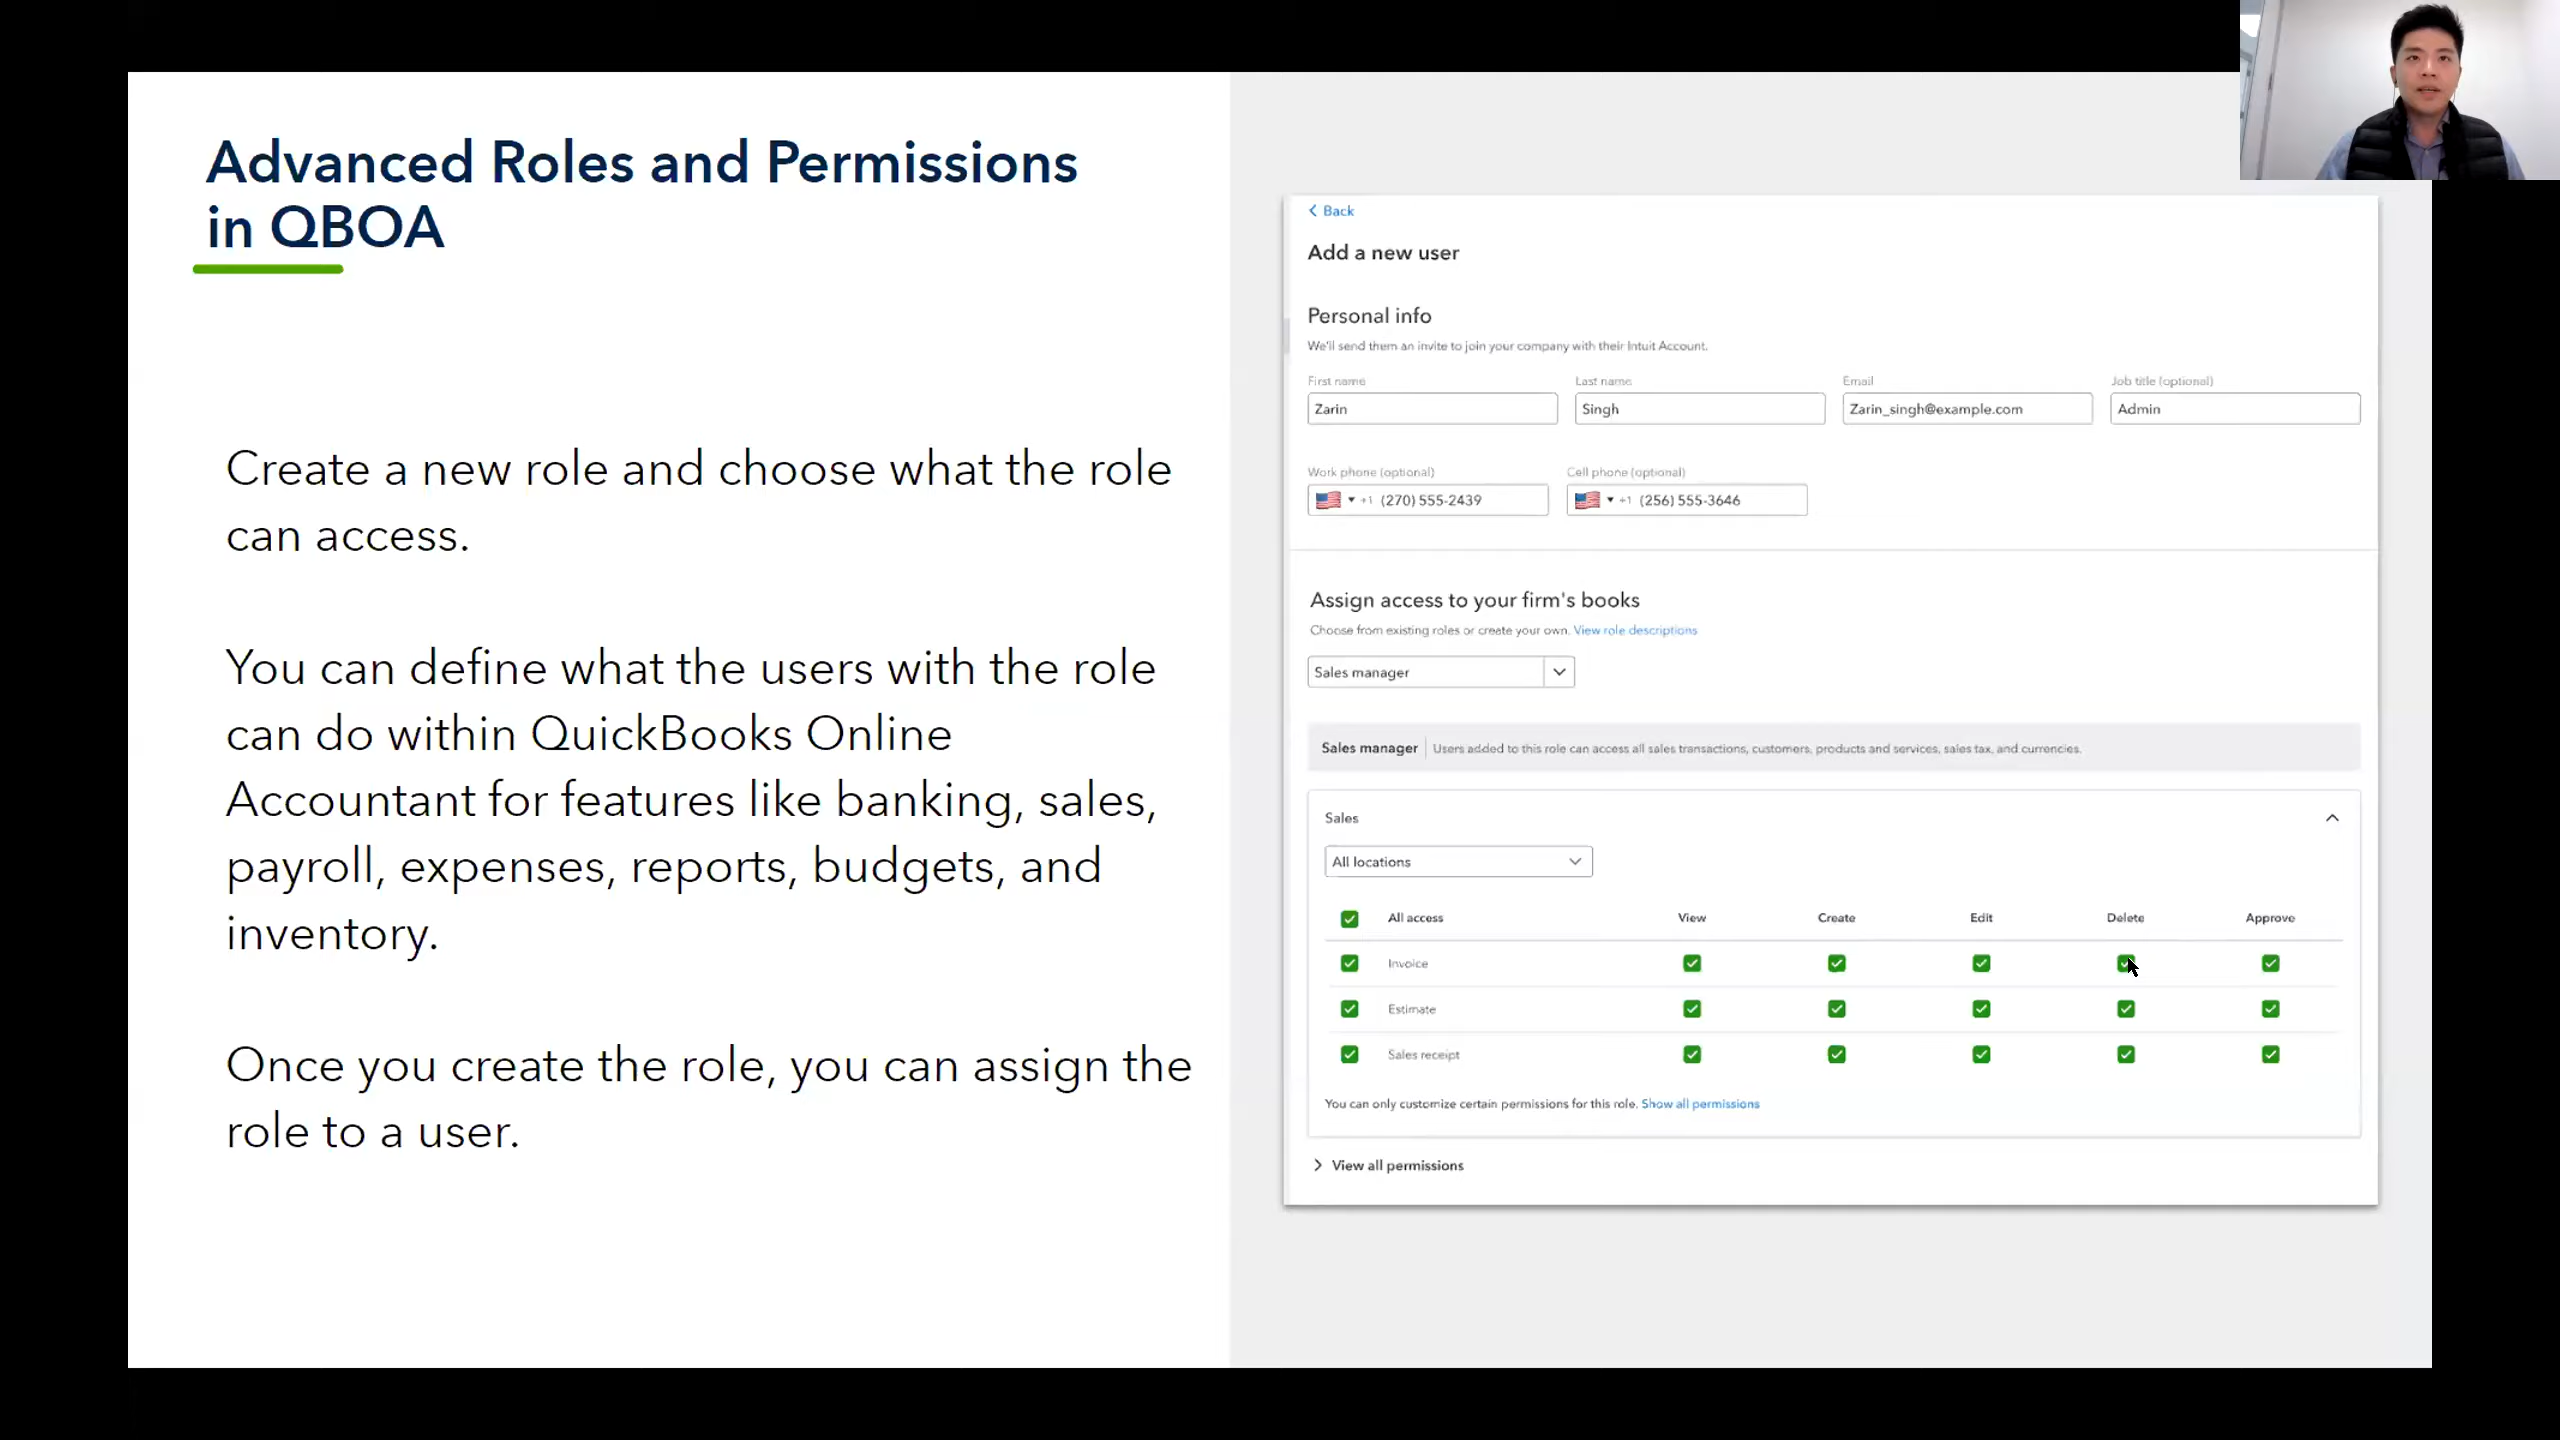 Advanced Roles and Permissions
in QBOA
Create a new role and choose what the role
can access.
You can define what the users with the role
can do within QuickBooks Online
Accountant for features like banking, sales,
payroll, expenses, reports, budgets, and
inventory.
Once you create the role, you can assign the
role to a user.
Back
Add a new user
Personal info
We'll send them an invite to join your company with their Intuit Account.
First name Last name Email Job title (optional)
Zarin Singh Zarin_singh@example.com Admin
Work phone (optional) Cell phone (optional)
+1 (270) 555-2439 +1 (256) 555-3646
Assign access to your firm's books
Choose from existing roles or create your own. View role descriptions
Sales manager
Sales manager Users added to this role can access all sales transactions, customers, products and services, sales tax, and currencies.
Sales
All locations
All access View Create Edit Delete Approve
Invoice
Estimate
Sales receipt
You can only customize certain permissions for this role. Show all permissions
View all permissions